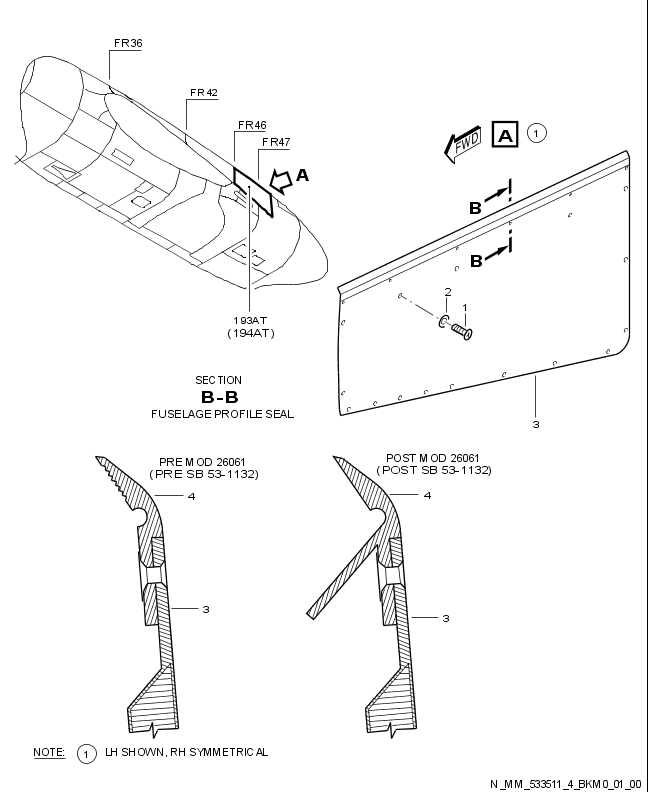 FR36
FR42
FR46
FR47
A
193AT
(194AT)
FWD
A 1
B
B
2
1
3
SECTION
B-B
FUSELAGE PROFILE SEAL
PRE MOD 26061
(PRE SB 53-1132)
4
3
POST MOD 26061
(POST SB 53-1132)
4
3
NOTE: 1 LH SHOWN, RH SYMMETRICAL
N_MM_533511_4_BKM0_01_00